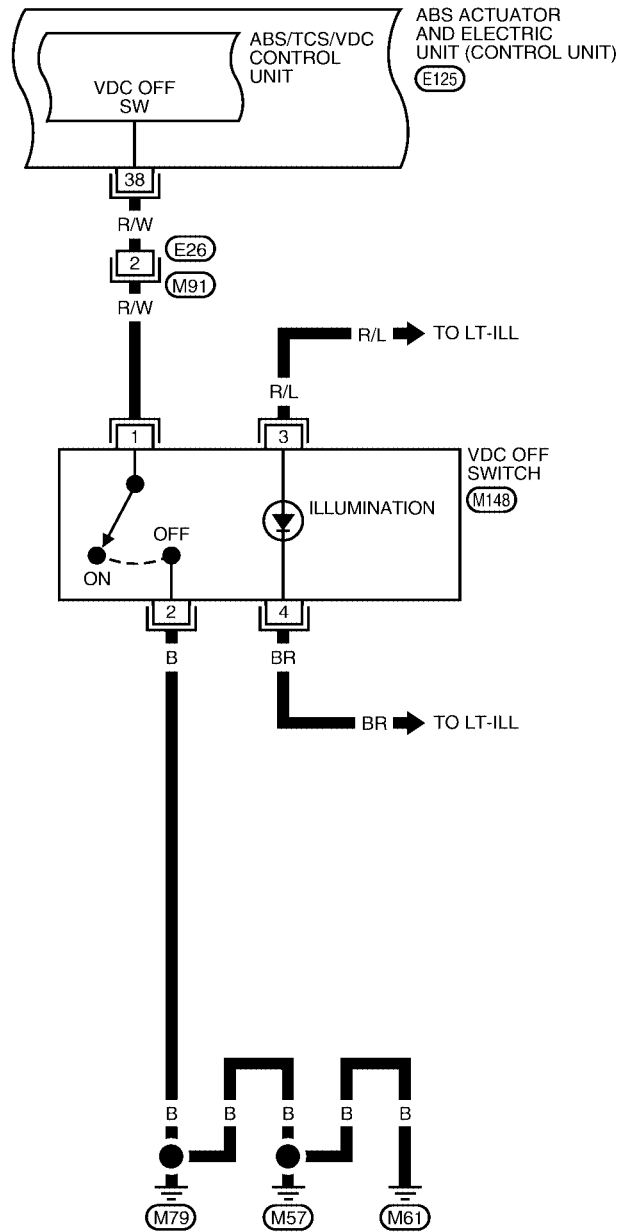 ABS ACTUATOR
AND ELECTRIC
UNIT (CONTROL UNIT)
E125
ABS/TCS/VDC
CONTROL
UNIT
VDC OFF
SW
38
R/W
2
E26
M91
R/W
R/L
TO LT-ILL
R/L
1
3
VDC OFF
SWITCH
M148
ILLUMINATION
OFF
ON
2
4
B
BR
BR
TO LT-ILL
B
B
B
B
B
M79
M57
M61